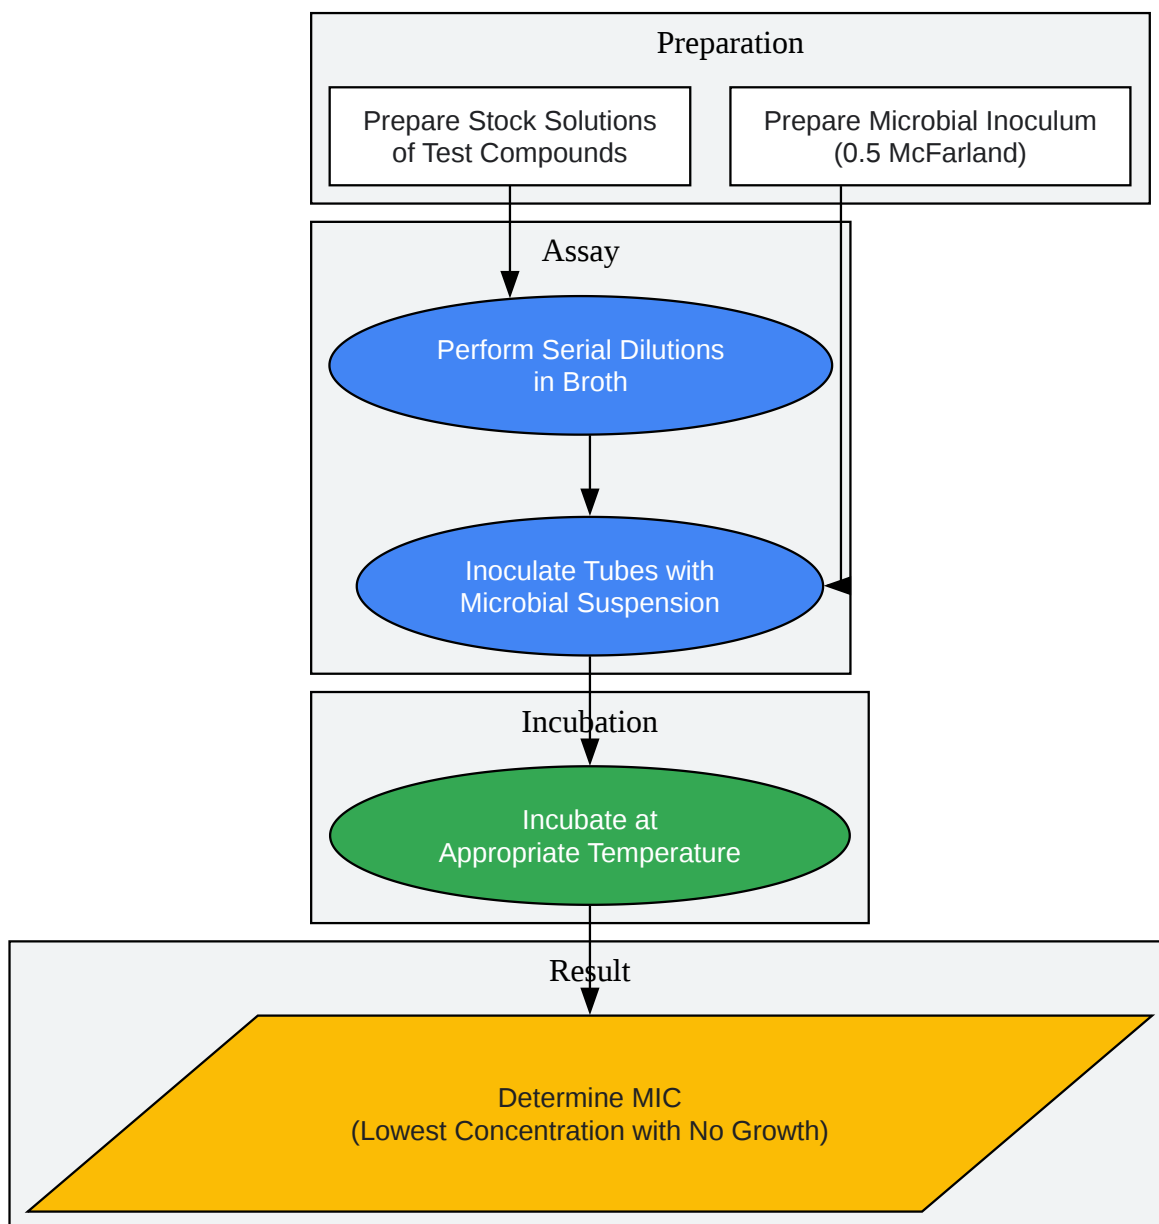 Preparation
Prepare Stock Solutions
of Test Compounds
Prepare Microbial Inoculum
(0.5 McFarland)
Assay
Perform Serial Dilutions
in Broth
Inoculate Tubes with
Microbial Suspension
Incubation
Incubate at
Appropriate Temperature
Result
Determine MIC
(Lowest Concentration with No Growth)